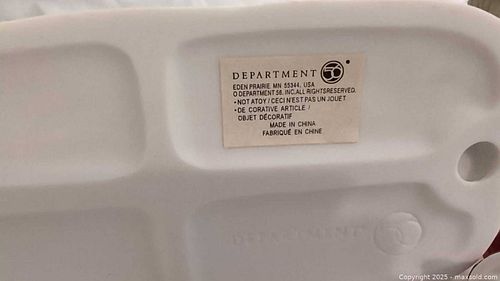 DEPARTMENT 56
EDEN PRAIRIE MN 55344, USA
O DEPARTMENT 56, INC.ALL RIGHTSRESERVED.
• NOT ATOY / CECI N'EST PAS UN JOUET
• DE CORATIVE ARTICLE /
OBJET DÉCORATIF
MADE IN CHINA
FABRIQUÉ EN CHINE
DEPARTMENT 56
Copyright © 2025 - maxsold.com